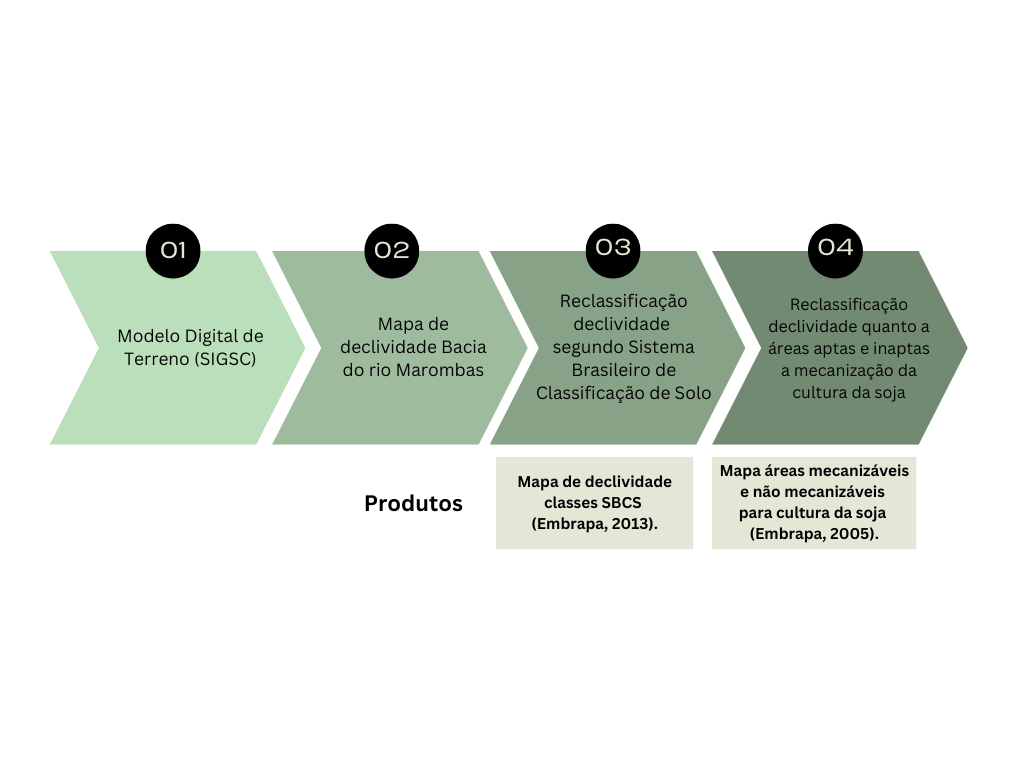 01
Modelo Digital de
Terreno (SIGSC)
02
Mapa de
declividade Bacia
do rio Marombas
03
Reclassificação
declividade
segundo Sistema
Brasileiro de
Classificação de Solo
04
Reclassificação
declividade quanto a
áreas aptas e inaptas
a mecanização da
cultura da soja
Produtos
Mapa de declividade
classes SBCS
(Embrapa, 2013).
Mapa áreas mecanizáveis
e não mecanizáveis
para cultura da soja
(Embrapa, 2005).